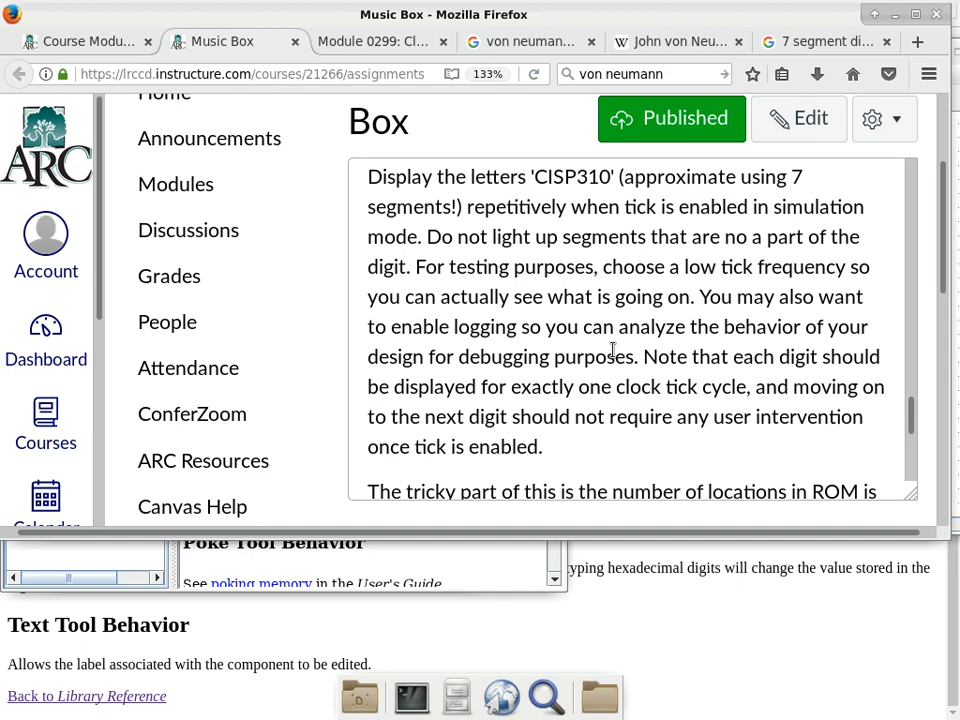 Music Box - Mozilla Firefox
Course Modu...
Music Box
Module 0299: Cl...
von neuman...
John von Neu...
7 segment di...
https://lrccd.instructure.com/courses/21266/assignments
133%
von neumann
ARC
Account
Dashboard
Courses
Calendar
Home
Announcements
Modules
Discussions
Grades
People
Attendance
ConferZoom
ARC Resources
Canvas Help
Box
Published
Edit
Display the letters 'CISP310' (approximate using 7
segments!) repetitively when tick is enabled in simulation
mode. Do not light up segments that are no a part of the
digit. For testing purposes, choose a low tick frequency so
you can actually see what is going on. You may also want
to enable logging so you can analyze the behavior of your
design for debugging purposes. Note that each digit should
be displayed for exactly one clock tick cycle, and moving on
to the next digit should not require any user intervention
once tick is enabled.
The tricky part of this is the number of locations in ROM is
Poke Tool Behavior
See poking memory in the User's Guide
typing hexadecimal digits will change the value stored in the
Text Tool Behavior
Allows the label associated with the component to be edited.
Back to Library Reference